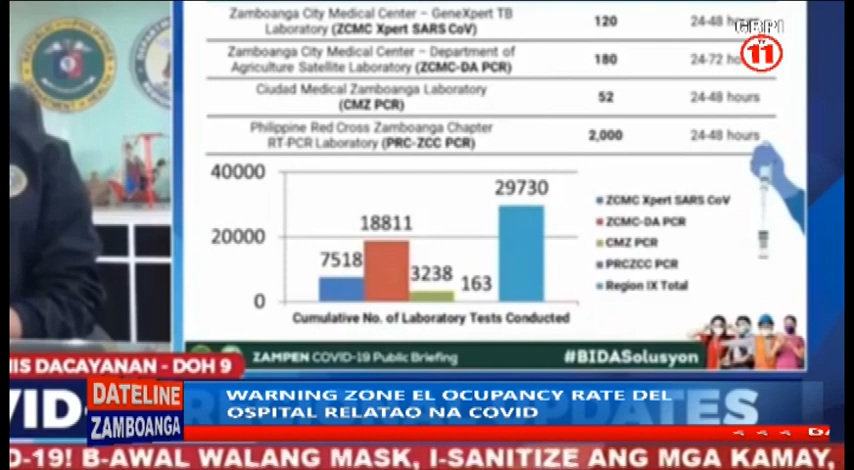 Zamboanga City Medical Center – GeneXpert TB
Laboratory (ZCMC Xpert SARS CoV)
120
24-48 hours
Zamboanga City Medical Center – Department of
Agriculture Satellite Laboratory (ZCMC-DA PCR)
180
24-72
Ciudad Medical Zamboanga Laboratory
(CMZ PCR)
52
24-48 hours
Philippine Red Cross Zamboanga Chapter
RT-PCR Laboratory (PRC-ZCC PCR)
2,000
24-48 hours
11
40000
20000
0
7518
18811
3238
163
29730
ZCMC Xpert SARS CoV
ZCMC-DA PCR
CMZ PCR
PRCZCC PCR
Region IX Total
Cumulative No. of Laboratory Tests Conducted
ZAMPEN COVID-19 Public Briefing
#BIDASolusyon
NIS DACAYANAN - DOH 9
DATELINE
ZAMBOANGA
WARNING ZONE EL OCUPANCY RATE DEL
OSPITAL RELATAO NA COVID
D-19! B-AWAL WALANG MASK, I-SANITIZE ANG MGA KAMAY,